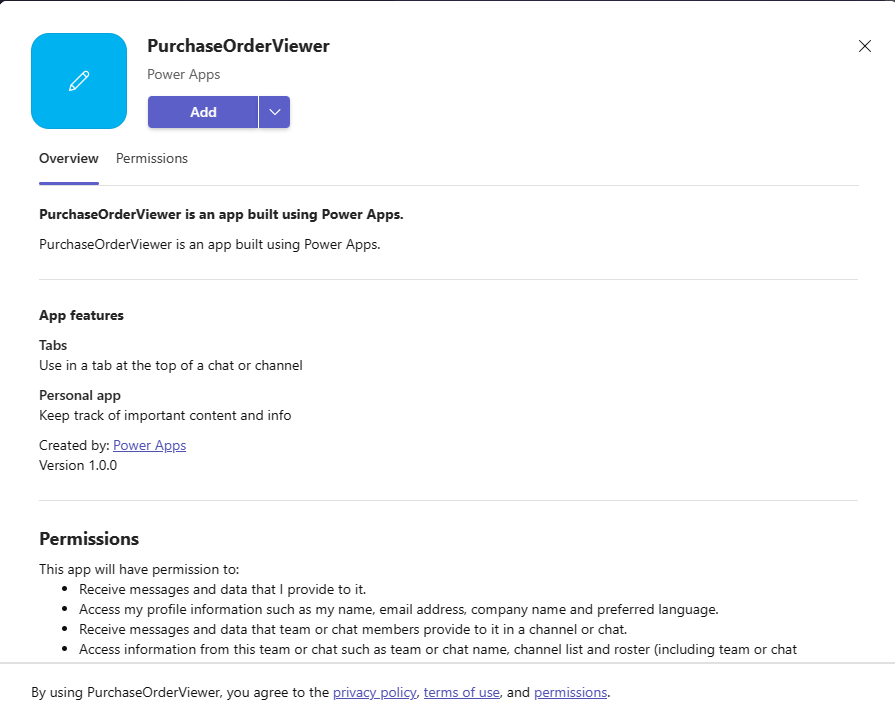 PurchaseOrderViewer
Power Apps
Add
Overview Permissions
PurchaseOrderViewer is an app built using Power Apps.
PurchaseOrderViewer is an app built using Power Apps.
App features
Tabs
Use in a tab at the top of a chat or channel
Personal app
Keep track of important content and info
Created by: Power Apps
Version 1.0.0
Permissions
This app will have permission to:
• Receive messages and data that I provide to it.
• Access my profile information such as my name, email address, company name and preferred language.
• Receive messages and data that team or chat members provide to it in a channel or chat.
• Access information from this team or chat such as team or chat name, channel list and roster (including team or chat
By using PurchaseOrderViewer, you agree to the privacy policy, terms of use, and permissions.